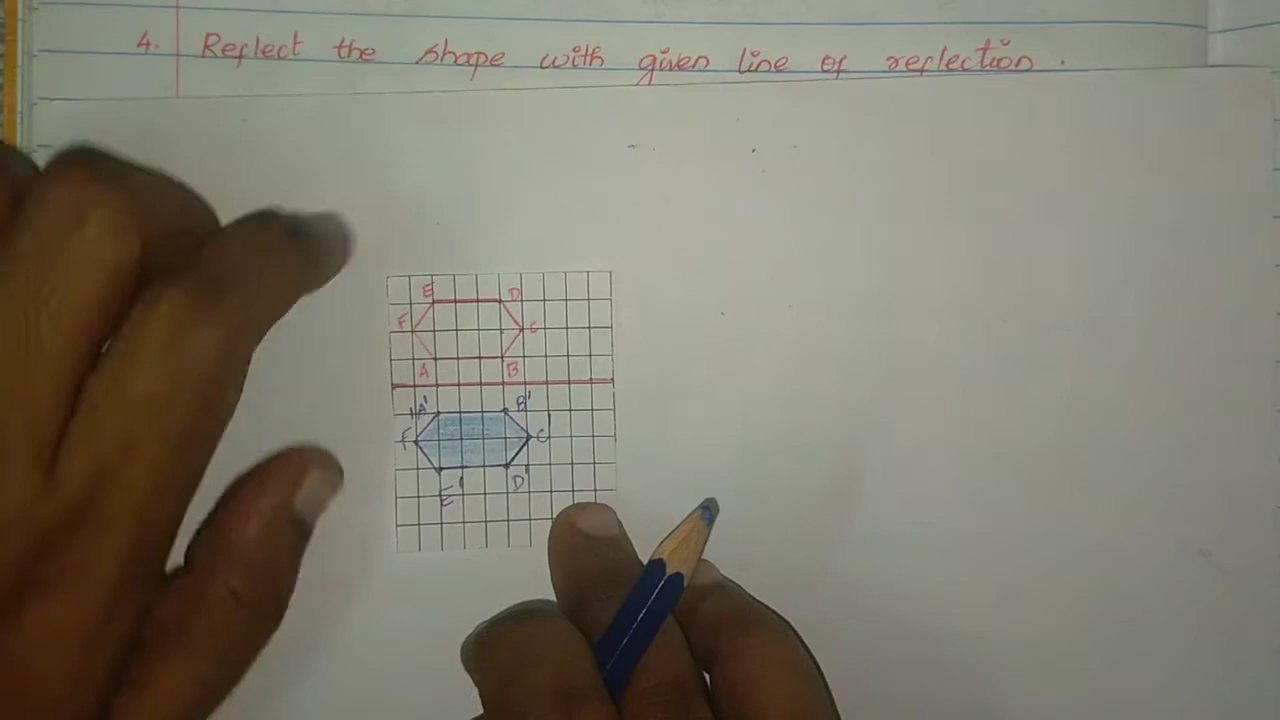 4. Reflect the shape with given line of reflection.
E D
F C
A B
A' B'
F' C'
E' D'